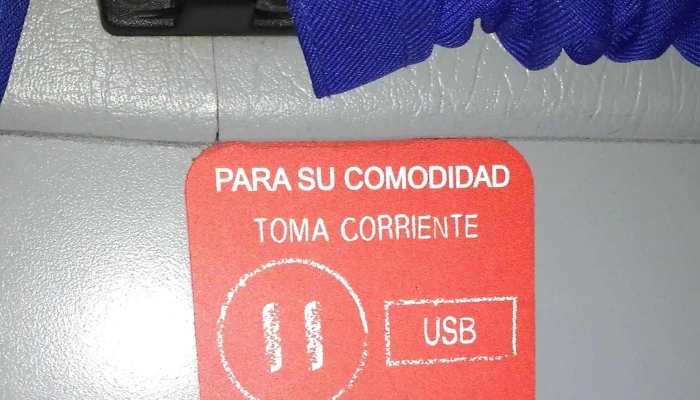 PARA SU COMODIDAD
TOMA CORRIENTE
USB